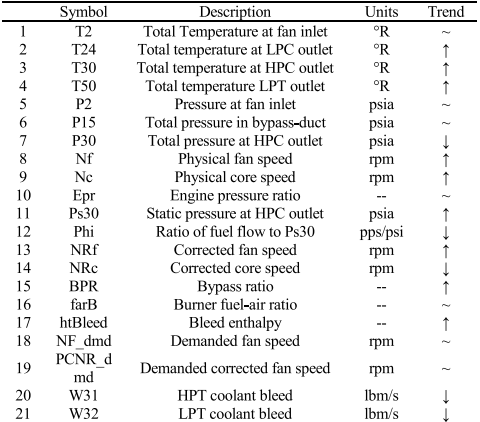 Symbol Description Units Trend
1 T2 Total Temperature at fan inlet °R ~
2 T24 Total temperature at LPC outlet °R ↑
3 T30 Total temperature at HPC outlet °R ↑
4 T50 Total temperature LPT outlet °R ↑
5 P2 Pressure at fan inlet psia ~
6 P15 Total pressure in bypass-duct psia ~
7 P30 Total pressure at HPC outlet psia ↓
8 Nf Physical fan speed rpm ↑
9 Nc Physical core speed rpm ↑
10 Epr Engine pressure ratio -- ~
11 Ps30 Static pressure at HPC outlet psia ↑
12 Phi Ratio of fuel flow to Ps30 pps/psi ↓
13 NRf Corrected fan speed rpm ↑
14 NRc Corrected core speed rpm ↓
15 BPR Bypass ratio -- ↑
16 farB Burner fuel-air ratio -- ~
17 htBleed Bleed enthalpy -- ↑
18 NF_dmd Demanded fan speed rpm ~
19 PCNR_d
md Demanded corrected fan speed rpm ~
20 W31 HPT coolant bleed lbm/s ↓
21 W32 LPT coolant bleed lbm/s ↓